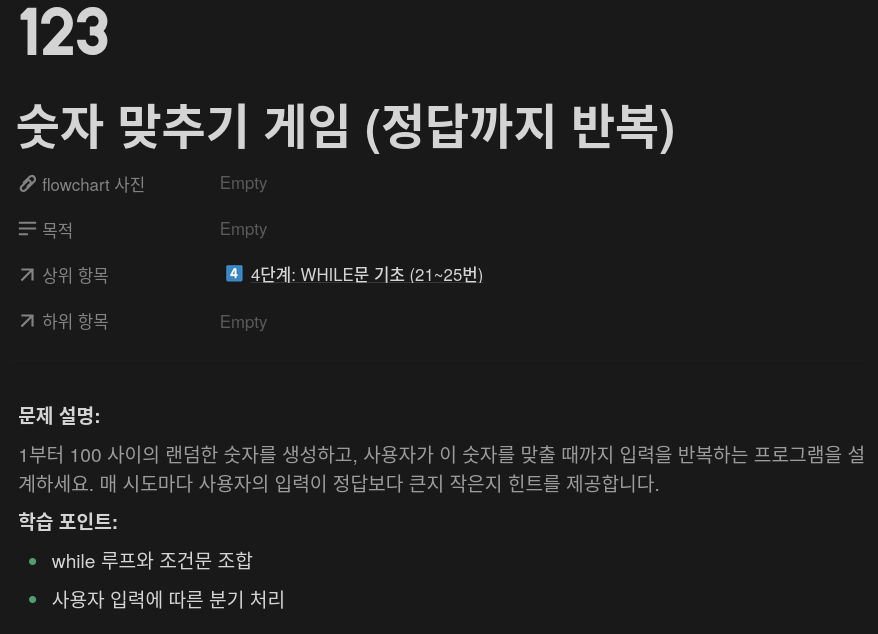 123
숫자 맞추기 게임 (정답까지 반복)
flowchart 사진 Empty
목적 Empty
상위 항목 4 4단계: WHILE문 기초 (21~25번)
하위 항목 Empty
문제 설명:
1부터 100 사이의 랜덤한 숫자를 생성하고, 사용자가 이 숫자를 맞출 때까지 입력을 반복하는 프로그램을 설
계하세요. 매 시도마다 사용자의 입력이 정답보다 큰지 작은지 힌트를 제공합니다.
학습 포인트:
while 루프와 조건문 조합
사용자 입력에 따른 분기 처리